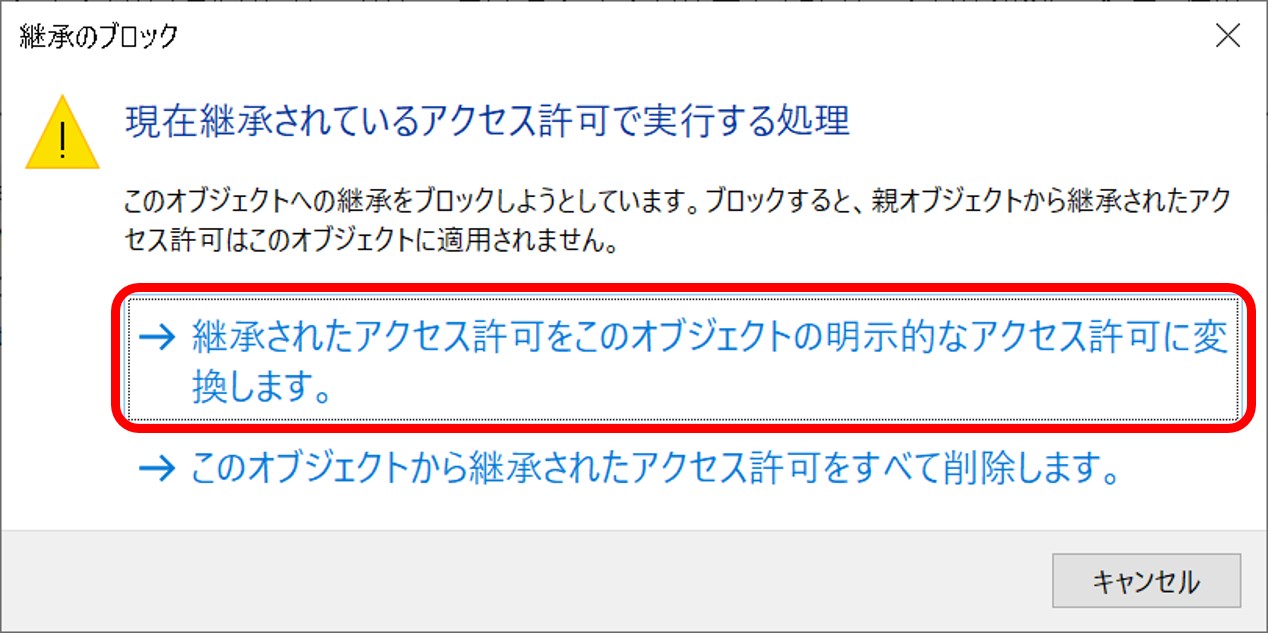 継承のブロック
現在継承されているアクセス許可で実行する処理
このオブジェクトへの継承をブロックしようとしています。ブロックすると、親オブジェクトから継承されたアク
セス許可はこのオブジェクトに適用されません。
→ 継承されたアクセス許可をこのオブジェクトの明示的なアクセス許可に変
換します。
→ このオブジェクトから継承されたアクセス許可をすべて削除します。
キャンセル